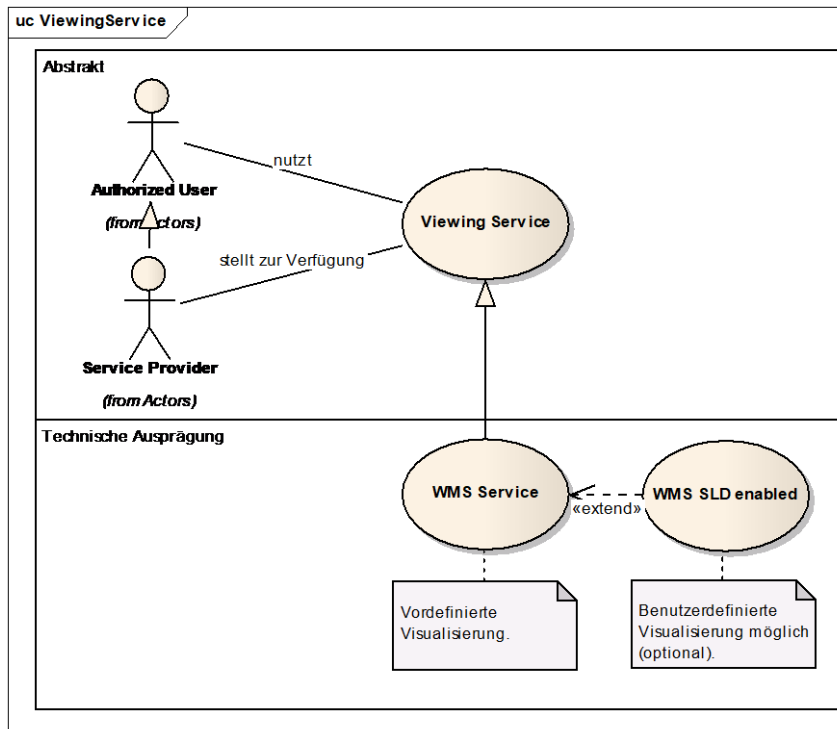 uc ViewingService
Abstrakt
Authorized User
(from Actors)
nutzt
Viewing Service
stellt zur Verfügung
Service Provider
(from Actors)
Technische Ausprägung
WMS Service
«extend»
WMS SLD enabled
Vordefinierte
Visualisierung.
Benutzerdefinierte
Visualisierung möglich
(optional).